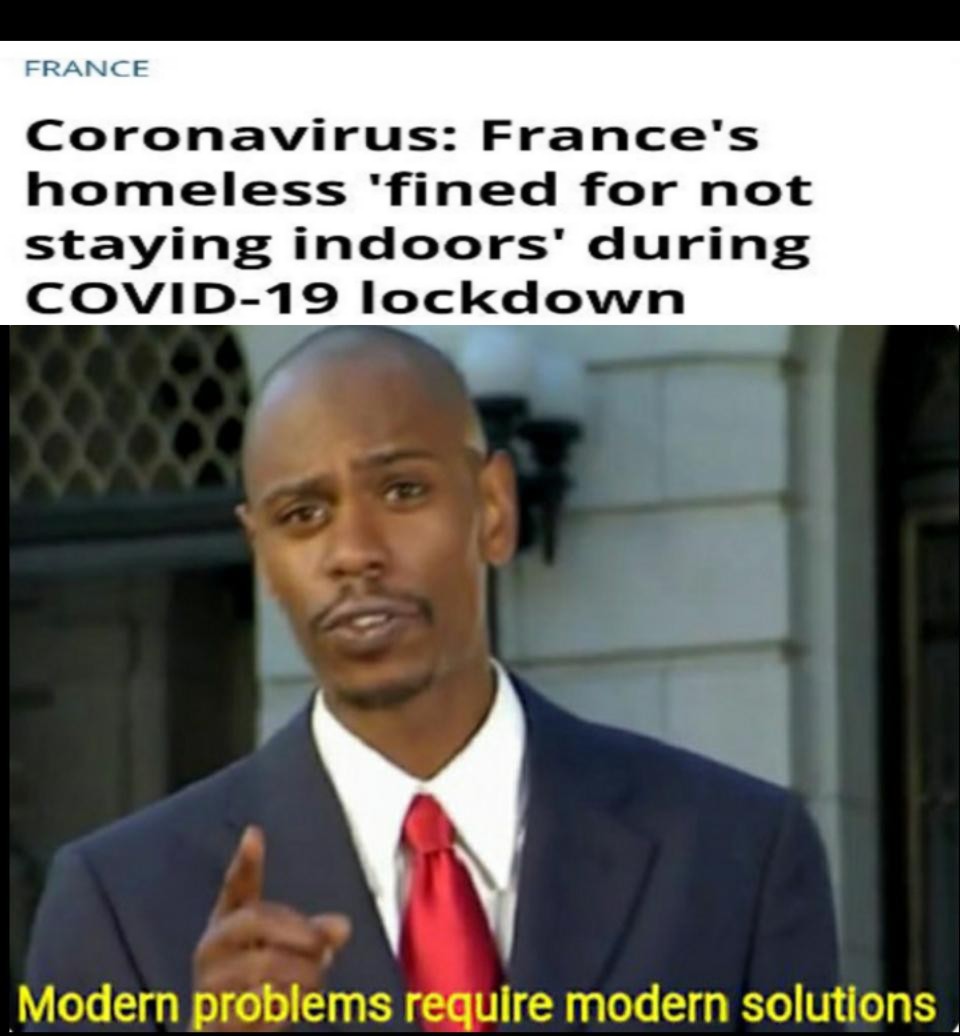 FRANCE
Coronavirus: France's
homeless 'fined for not
staying indoors' during
COVID-19 lockdown
Modern problems require modern solutions